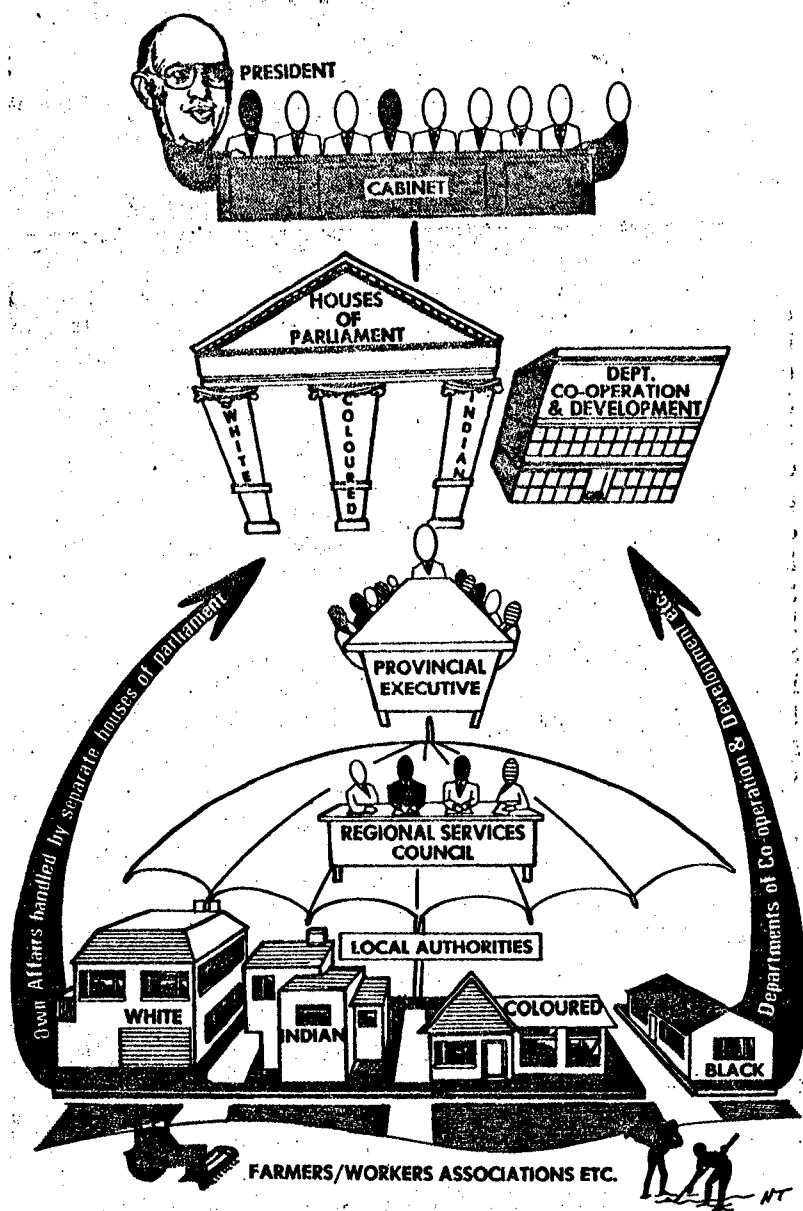 PRESIDENT
CABINET
HOUSES
OF
PARLIAMENT
WHITE
COLOURED
INDIAN
DEPT.
CO-OPERATION
& DEVELOPMENT
PROVINCIAL
EXECUTIVE
REGIONAL SERVICES
COUNCIL
Own Affairs handled by separate houses of parliament
Departments of Co-operation & Development etc.
LOCAL AUTHORITIES
WHITE
INDIAN
COLOURED
BLACK
FARMERS/WORKERS ASSOCIATIONS ETC.
NT